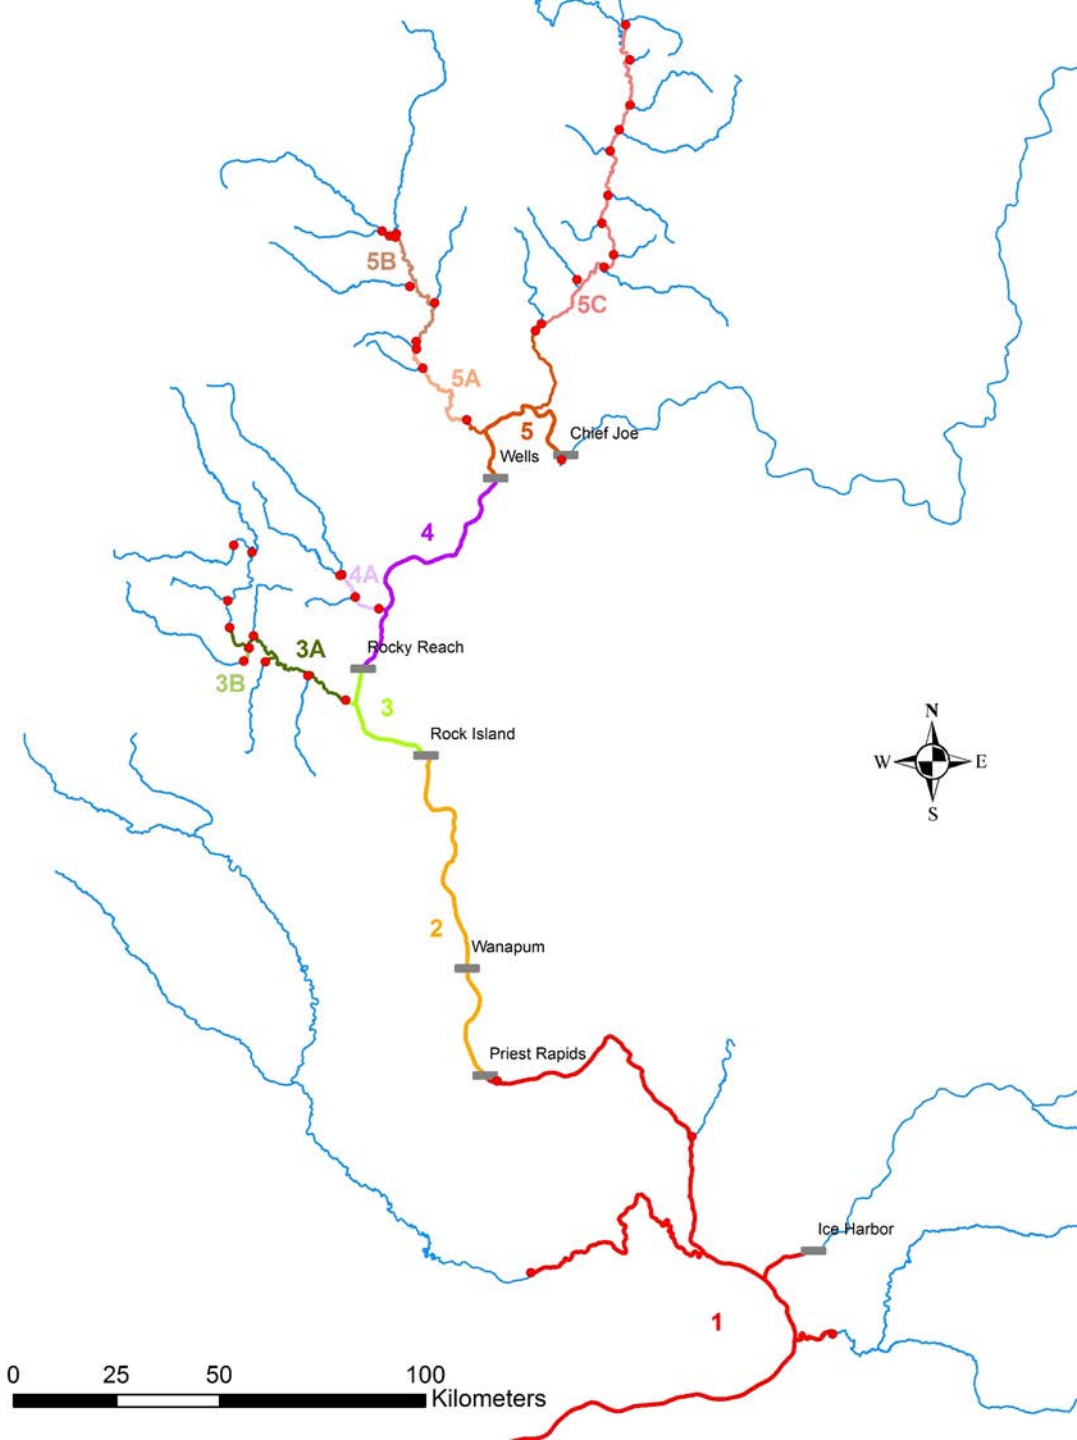 5B
5C
5A
5
Chief Joe
Wells
4
4A
Rocky Reach
3A
3B
3
N
Rock Island
W
E
S
2
Wanapum
Priest Rapids
Ice Harbor
1
0 25 50 100
Kilometers